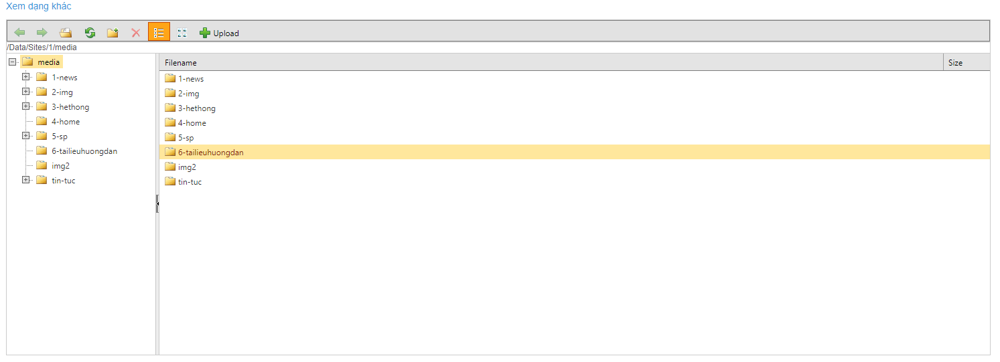 Xem dạng khác
Upload
/Data/Sites/1/media
media
1-news
2-img
3-hethong
4-home
5-sp
6-tailieuhuongdan
img2
tin-tuc
Filename Size
1-news
2-img
3-hethong
4-home
5-sp
6-tailieuhuongdan
img2
tin-tuc